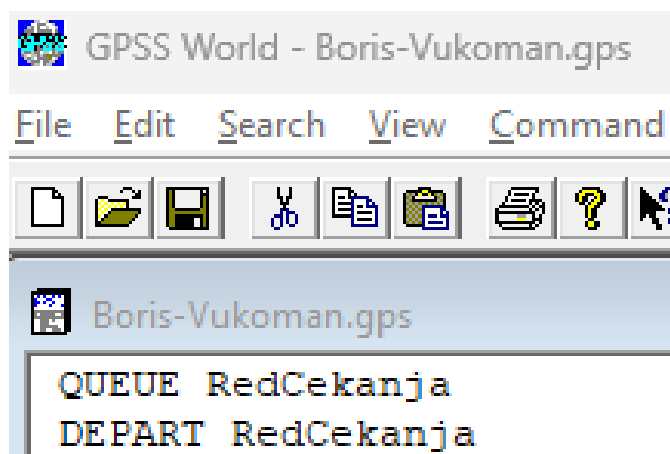 GPSS World - Boris-Vukoman.gps
File Edit Search View Command
Boris-Vukoman.gps
QUEUE RedCekanja
DEPART RedCekanja